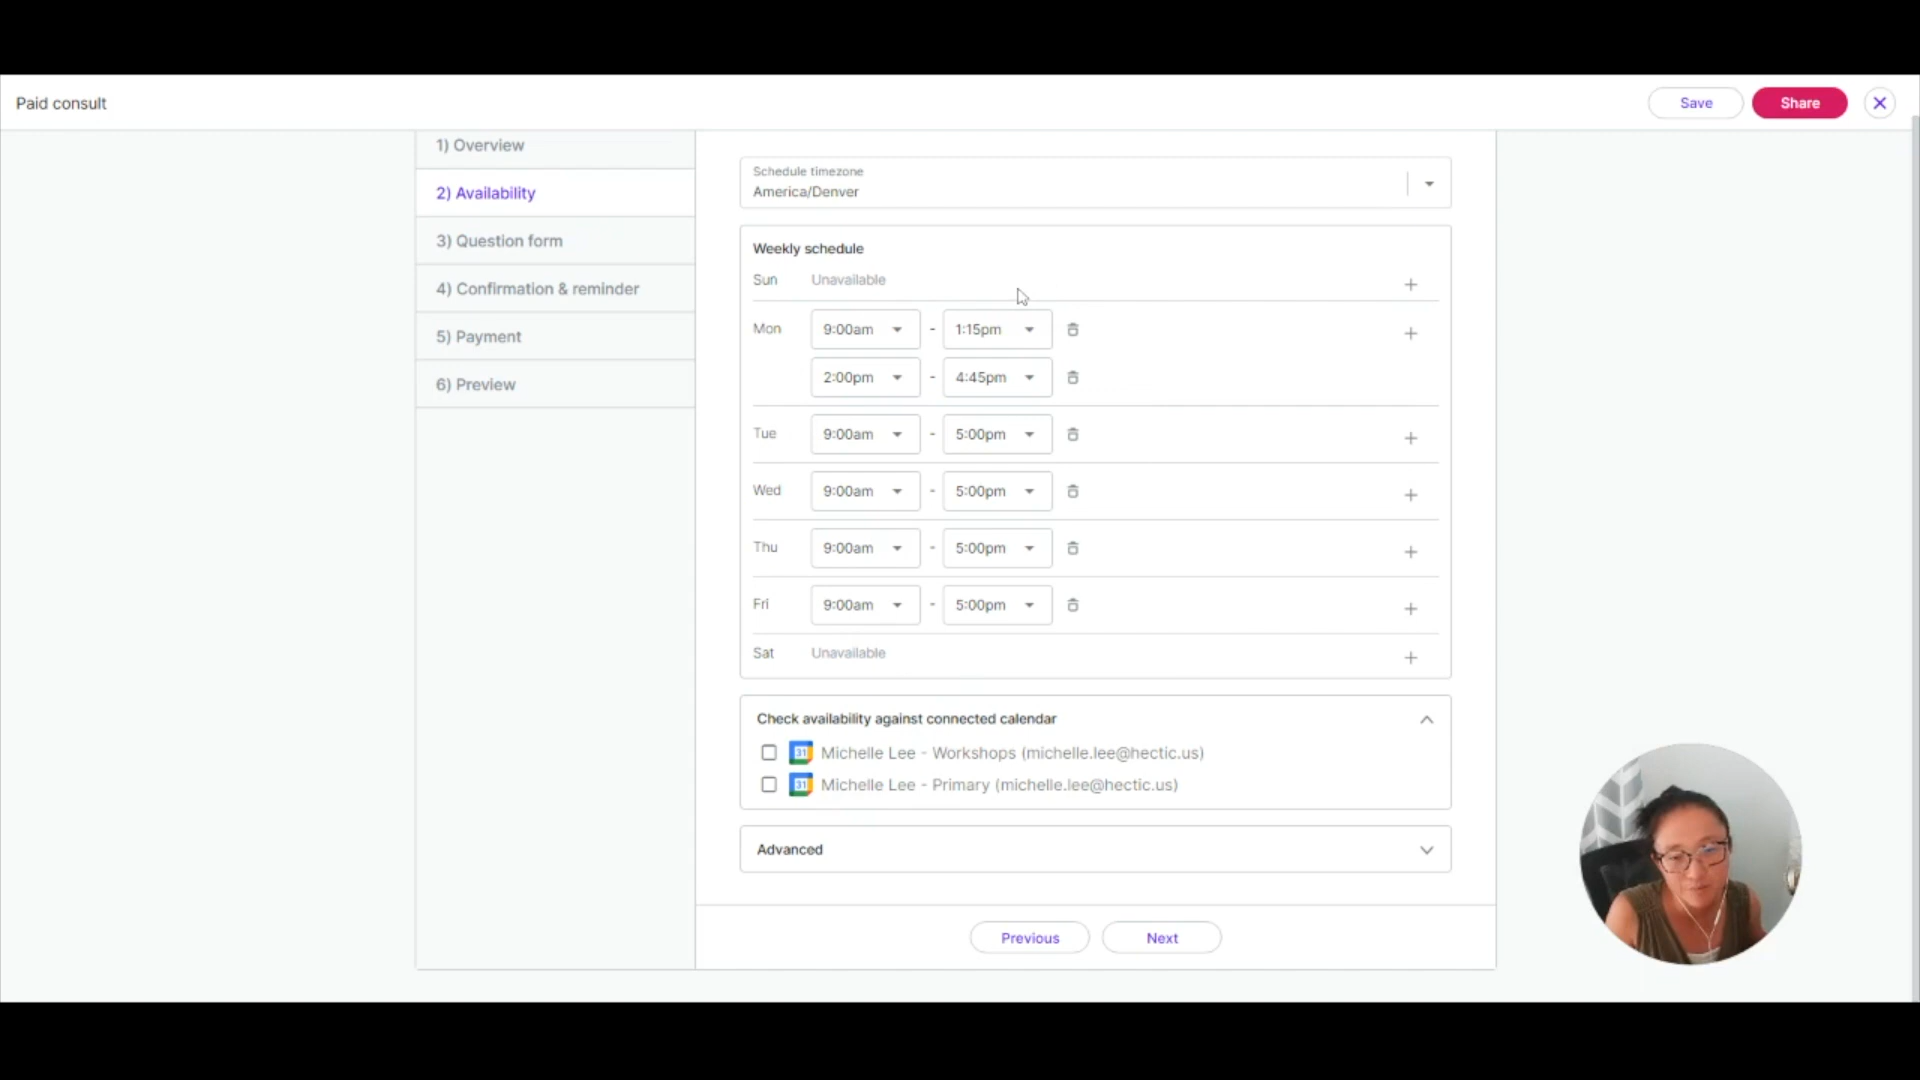 Paid consult
Save
Share
1) Overview
2) Availability
3) Question form
4) Confirmation & reminder
5) Payment
6) Preview
Schedule timezone
America/Denver
Weekly schedule
Sun Unavailable +
Mon 9:00am - 1:15pm +
2:00pm - 4:45pm
Tue 9:00am - 5:00pm +
Wed 9:00am - 5:00pm +
Thu 9:00am - 5:00pm +
Fri 9:00am - 5:00pm +
Sat Unavailable +
Check availability against connected calendar
31 Michelle Lee - Workshops (michelle.lee@hectic.us)
31 Michelle Lee - Primary (michelle.lee@hectic.us)
Advanced
Previous
Next